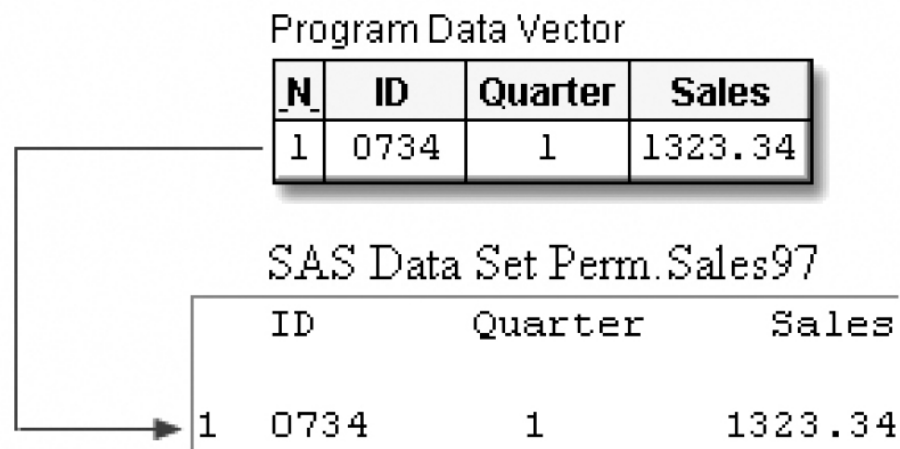 Program Data Vector
_N_ ID Quarter Sales
1 0734 1 1323.34
SAS Data Set Perm.Sales97
ID Quarter Sales
1 0734 1 1323.34